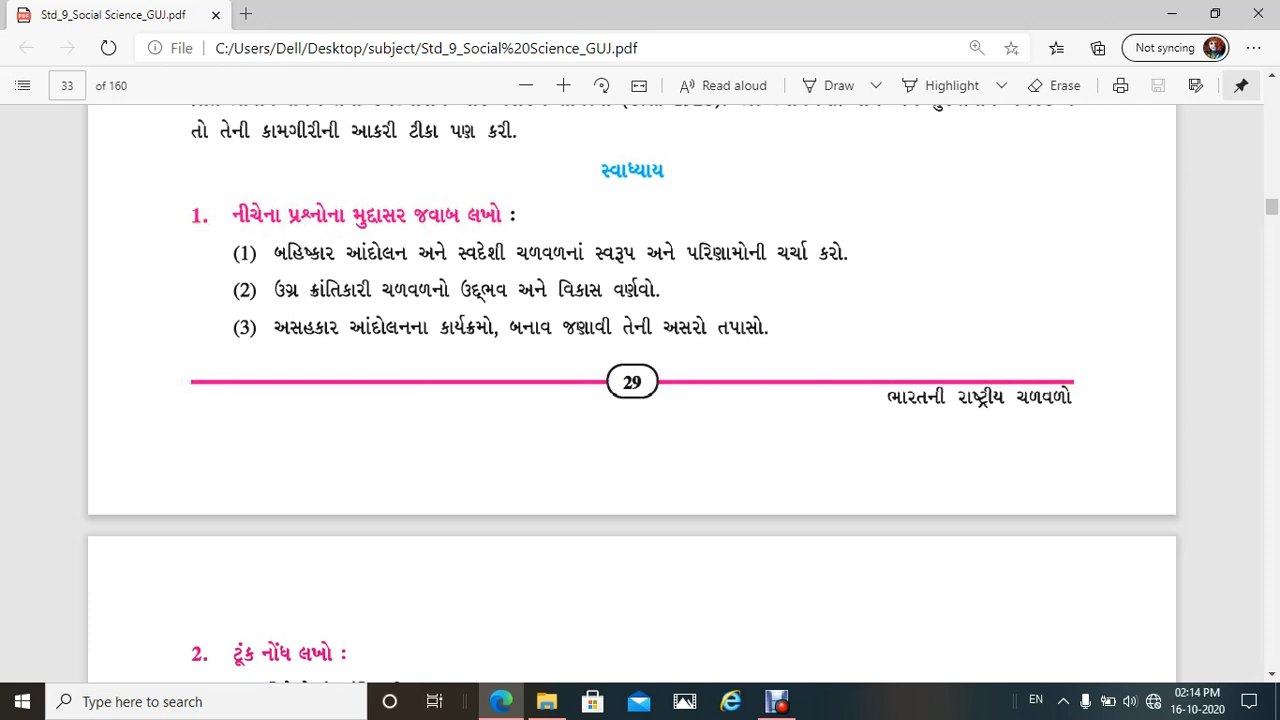 Std_9_Social Science_GUJ.pdf
File C:/Users/Dell/Desktop/subject/Std_9_Social%20Science_GUJ.pdf
Not syncing
33 of 160
Read aloud Draw Highlight Erase
તો તેની કામગીરીની આકરી ટીકા પણ કરી.
સ્વાધ્યાય
1. નીચેના પ્રશ્નોના મુદ્દાસર જવાબ લખો :
(1) બહિષ્કાર આંદોલન અને સ્વદેશી ચળવળનાં સ્વરૂપ અને પરિણામોની ચર્ચા કરો.
(2) ઉગ્ર ક્રાંતિકારી ચળવળનો ઉદ્દભવ અને વિકાસ વર્ણવો.
(3) અસહકાર આંદોલનના કાર્યક્રમો, બનાવ જણાવી તેની અસરો તપાસો.
29
ભારતની રાષ્ટ્રીય ચળવળો
2. ટૂંક નોંધ લખો :
Type here to search
EN
02:14 PM
16-10-2020